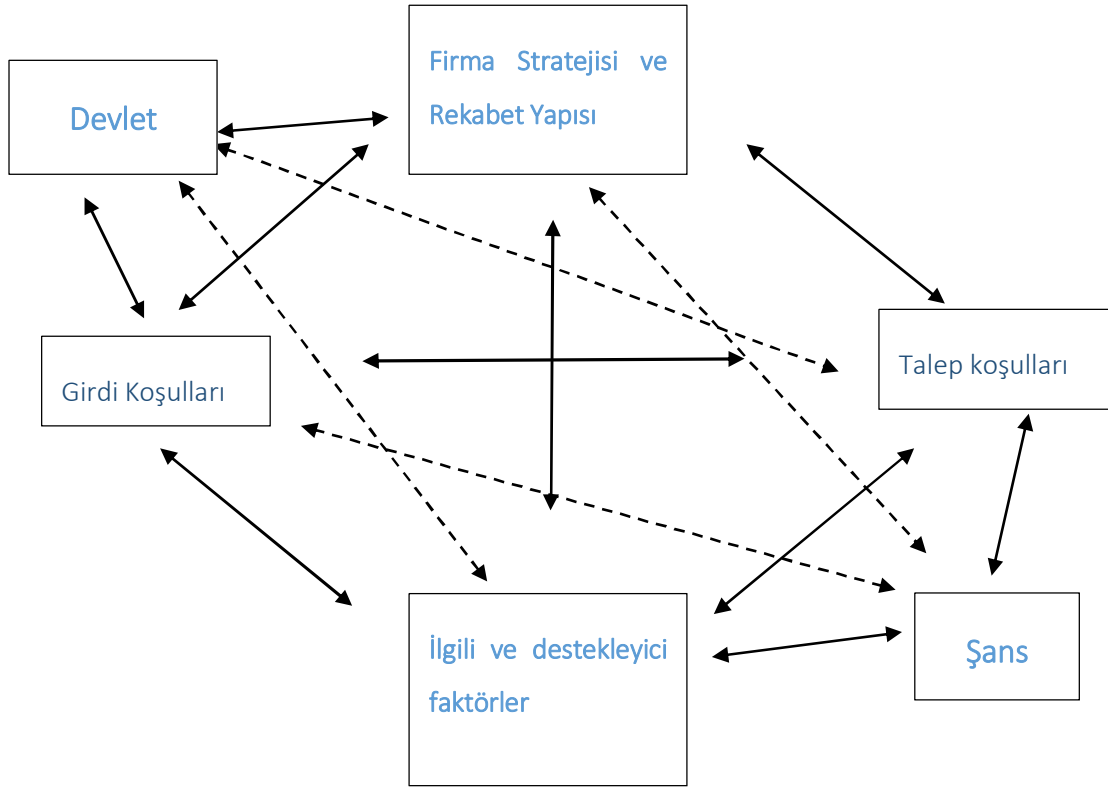 Firma Stratejisi ve
Rekabet Yapısı
Devlet
Talep koşulları
Girdi Koşulları
İlgili ve destekleyici
faktörler
Şans